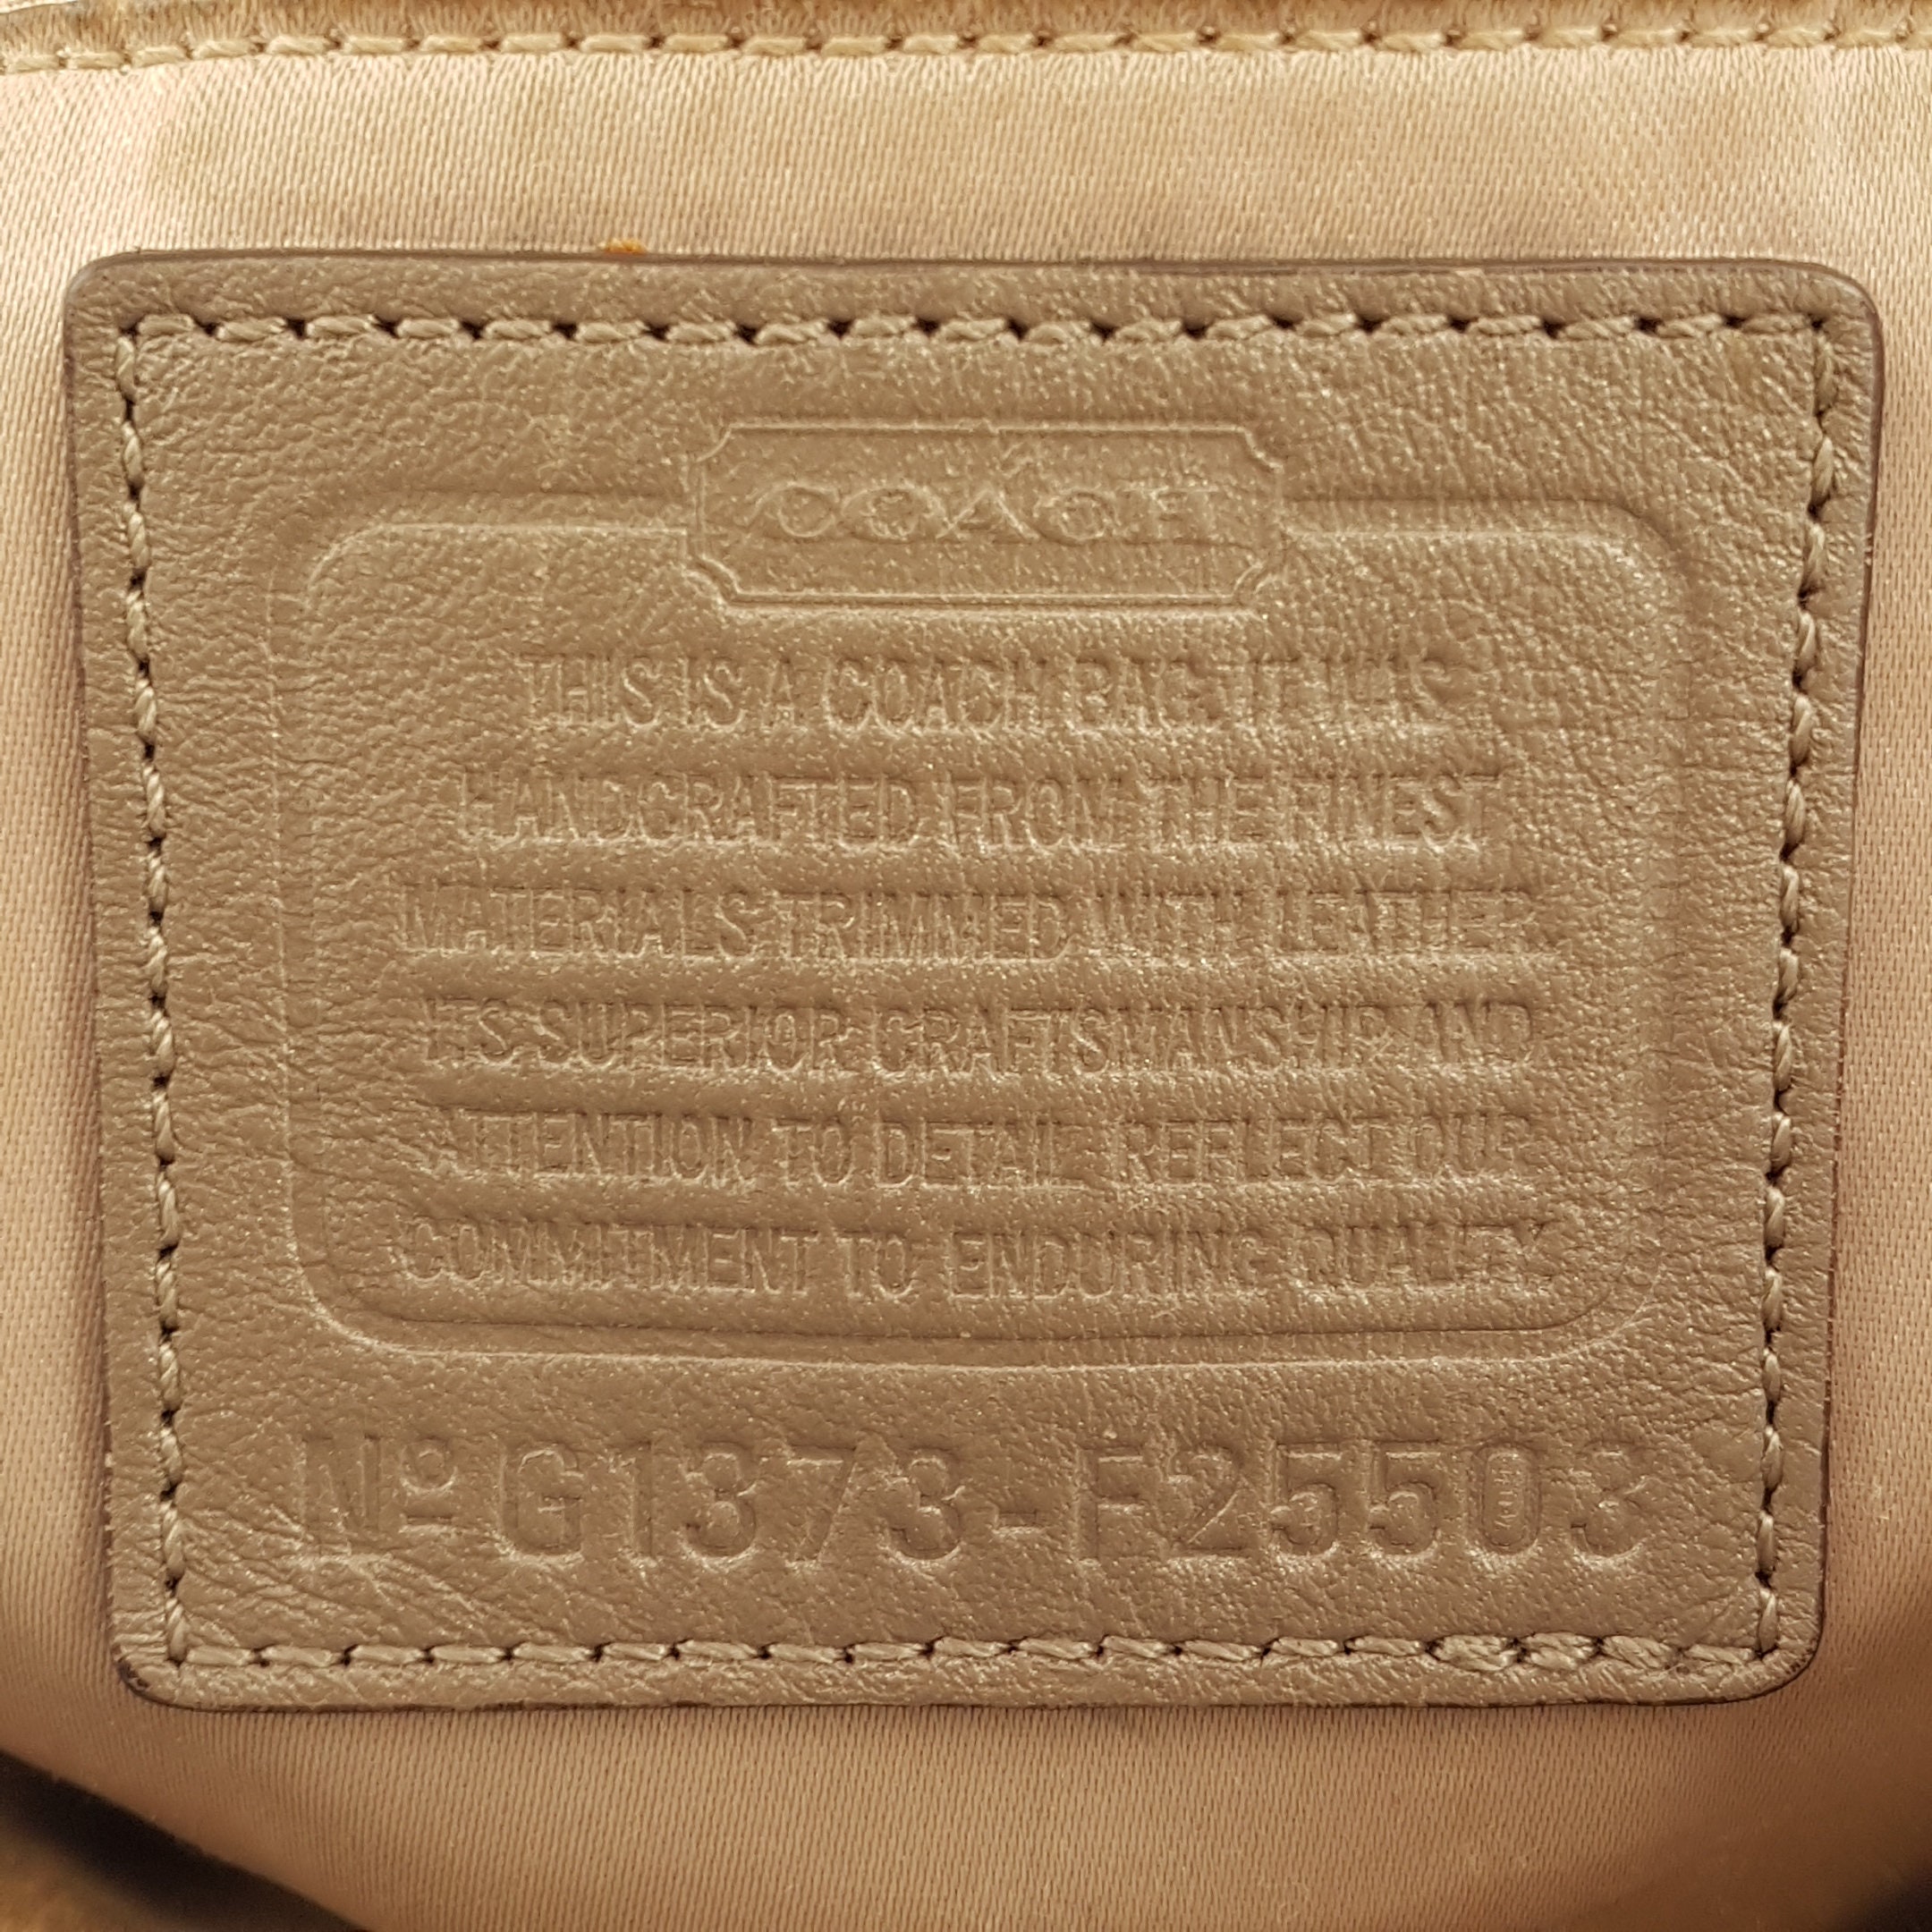 COACH
THIS IS A COACH BAG. IT WAS
HANDCRAFTED FROM THE FINEST
MATERIALS TRIMMED WITH LEATHER.
ITS SUPERIOR CRAFTSMANSHIP AND
ATTENTION TO DETAIL REFLECT OUR
COMMITMENT TO ENDURING QUALITY.
Nº G1373-F25503